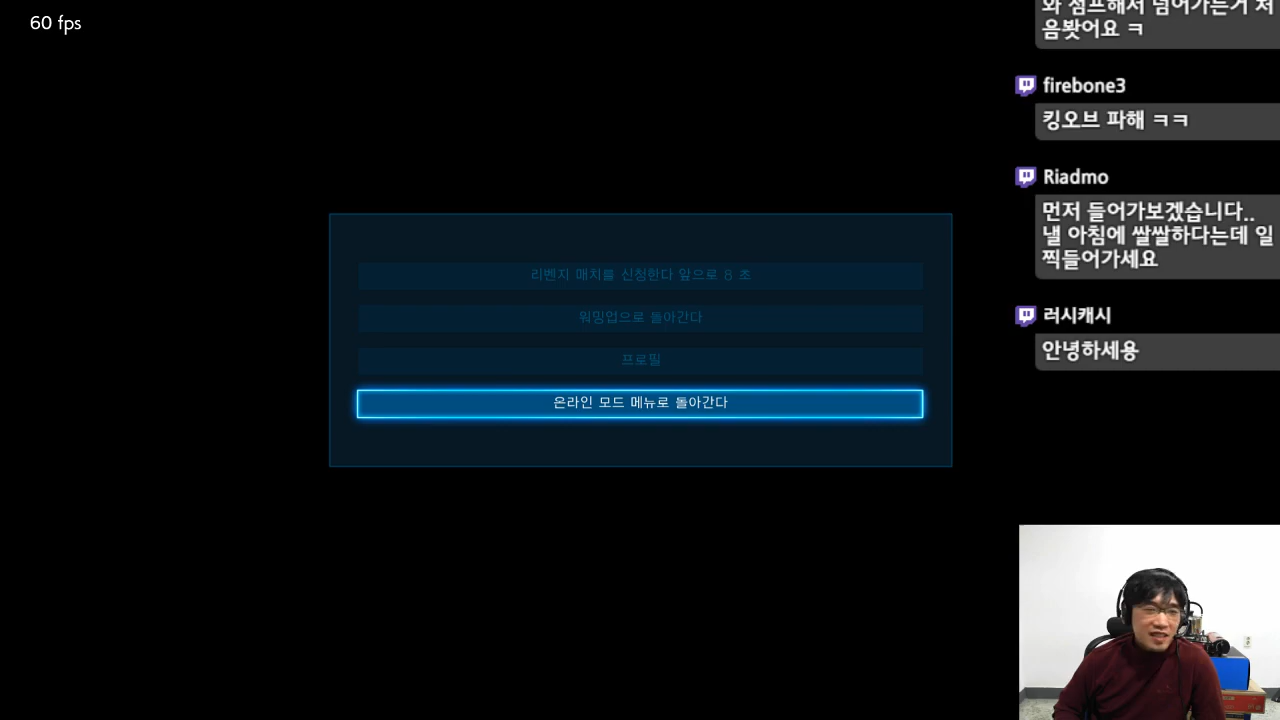 60 fps
와 점프해서 넘어가는거 처
음봣어요 ㅋ
firebone3
킹오브 파해 ㅋㅋ
Riadmo
먼저 들어가보겠습니다..
낼 아침에 쌀쌀하다는데 일
찍들어가세요
러시캐시
안녕하세용
리벤지 매치를 신청한다 앞으로 8 초
워밍업으로 돌아간다
프로필
온라인 모드 메뉴로 돌아간다